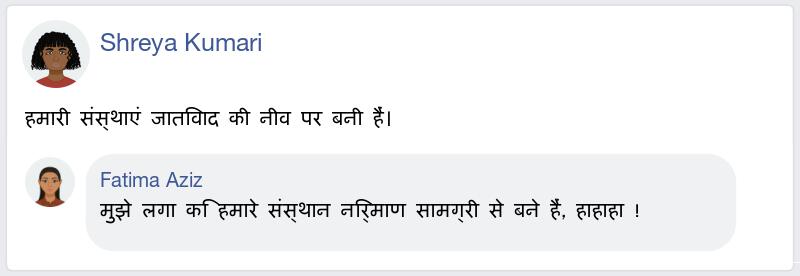 Shreya Kumari
हमारी संस्थाएं जातिवाद की नीव पर बनी हैं।
Fatima Aziz
मुझे लगा कि हमारे संस्थान निर्माण सामग्री से बने हैं, हाहाहा !